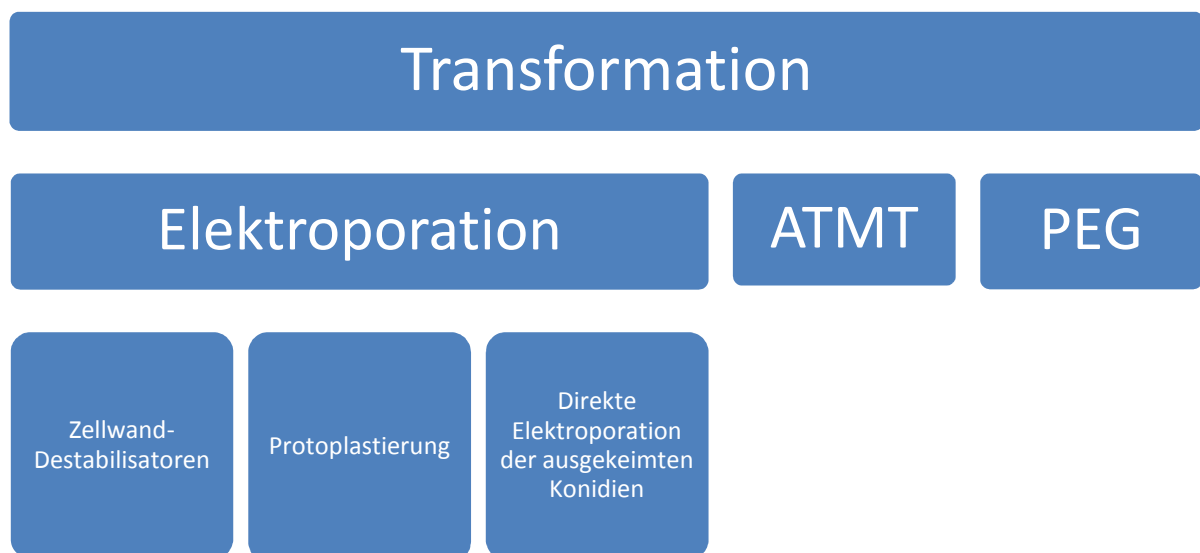 Transformation
Elektroporation
ATMT
PEG
Zellwand-
Destabilisatoren
Protoplastierung
Direkte
Elektroporation
der ausgekeimten
Konidien